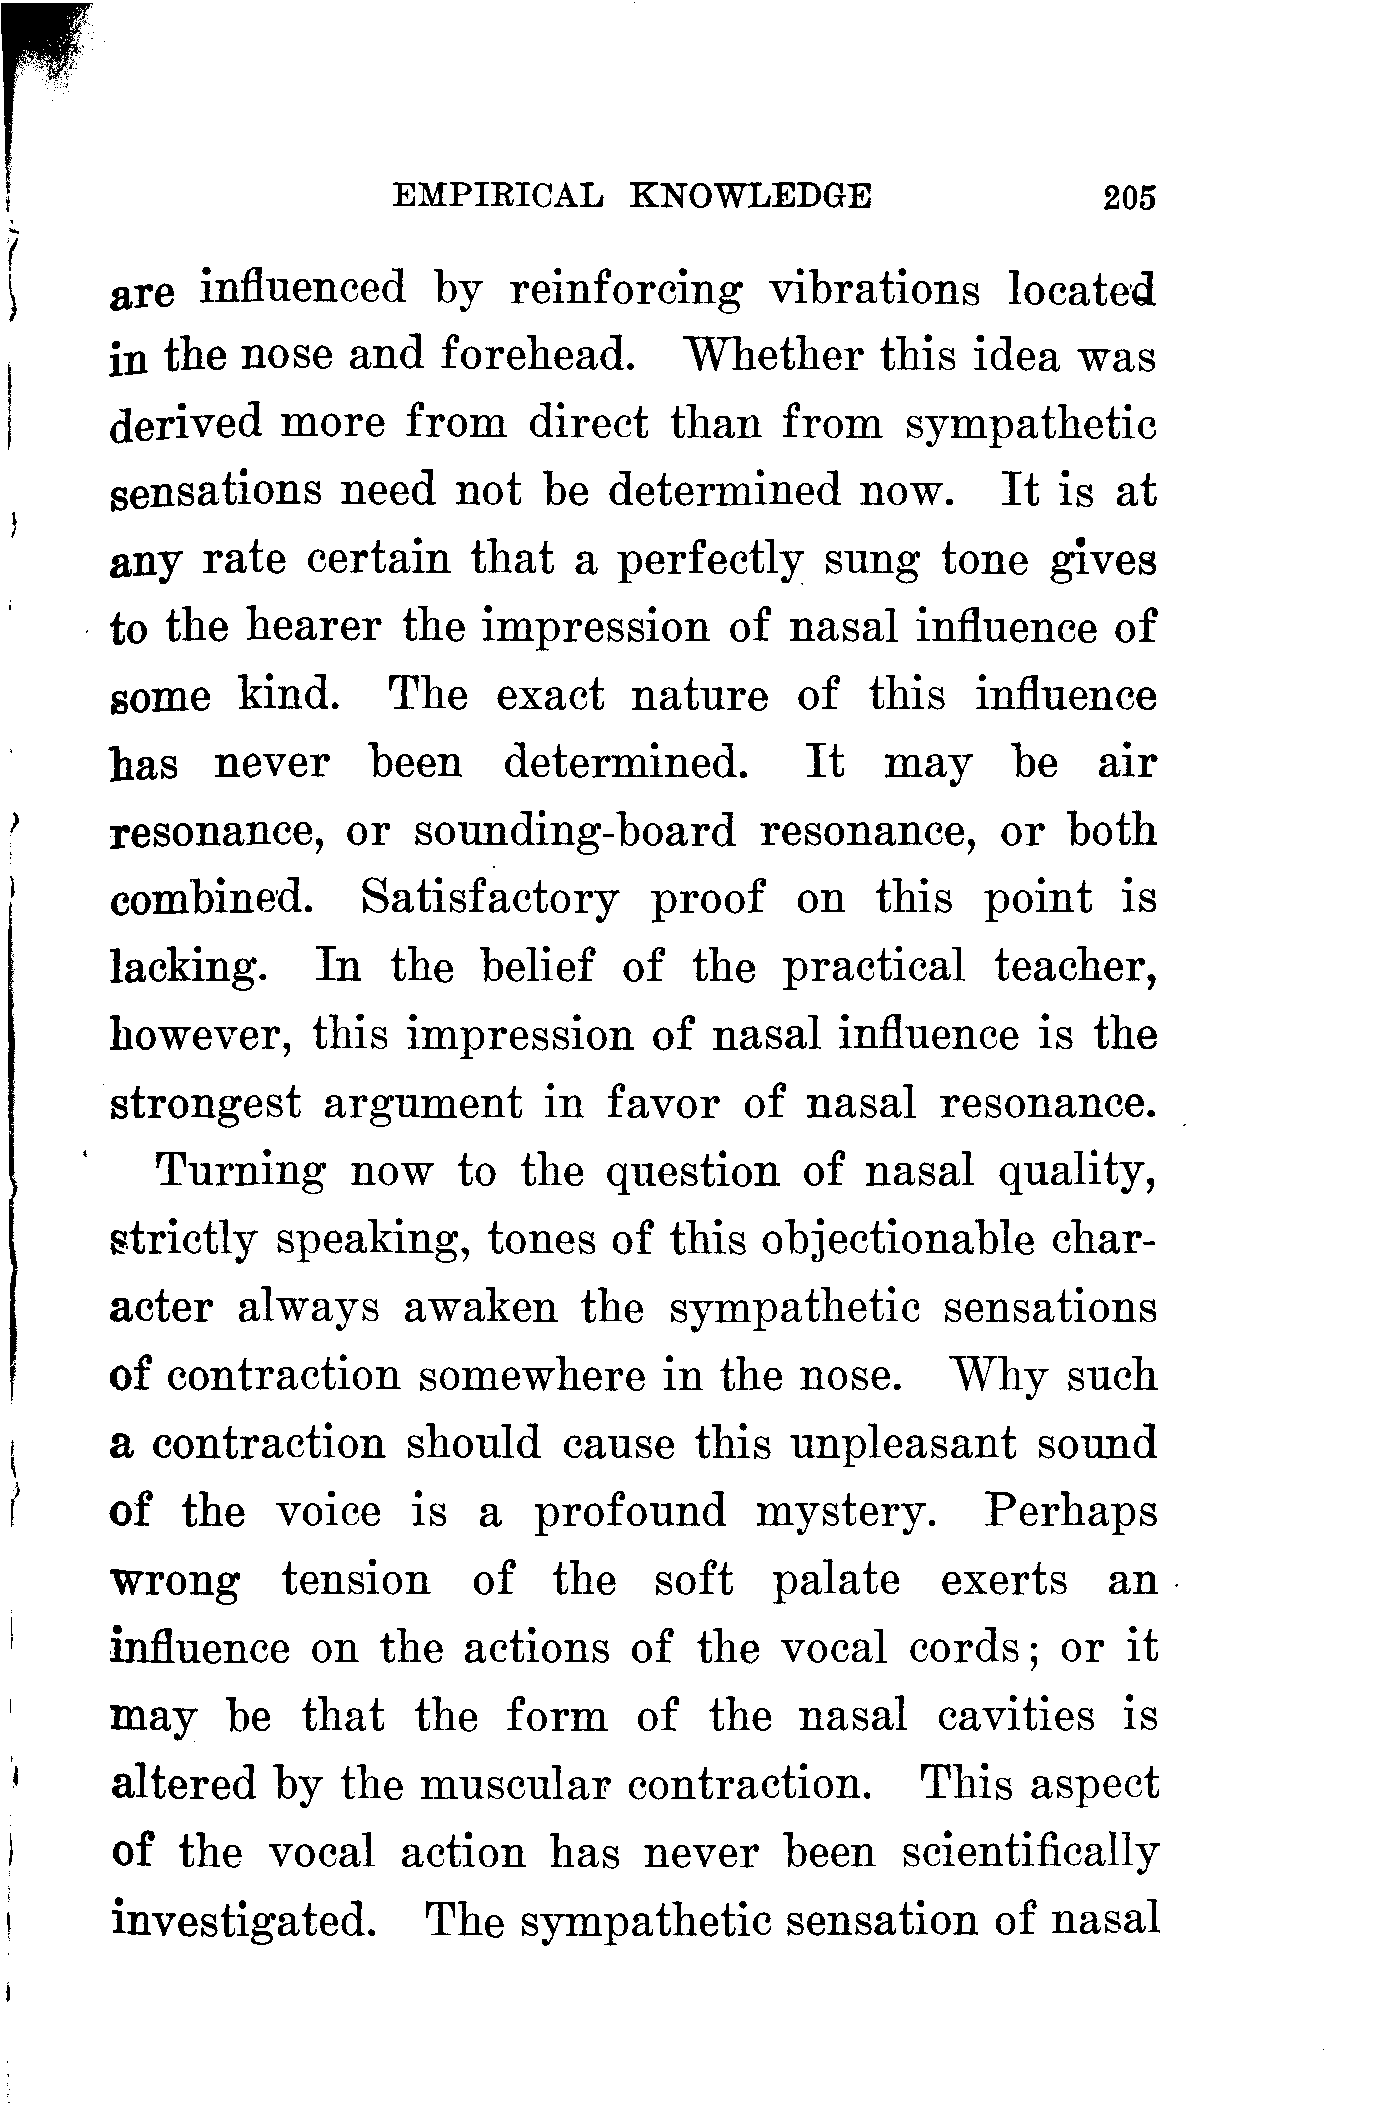 EMPIRICAL KNOWLEDGE 205
are influenced by reinforcing vibrations located
in the nose and forehead. Whether this idea was
derived more from direct than from sympathetic
sensations need not be determined now. It is at
any rate certain that a perfectly sung tone gives
to the hearer the impression of nasal influence of
some kind. The exact nature of this influence
has never been determined. It may be air
resonance, or sounding-board resonance, or both
combined. Satisfactory proof on this point is
lacking. In the belief of the practical teacher,
however, this impression of nasal influence is the
strongest argument in favor of nasal resonance.
Turning now to the question of nasal quality,
strictly speaking, tones of this objectionable char-
acter always awaken the sympathetic sensations
of contraction somewhere in the nose. Why such
a contraction should cause this unpleasant sound
of the voice is a profound mystery. Perhaps
wrong tension of the soft palate exerts an
influence on the actions of the vocal cords; or it
may be that the form of the nasal cavities is
altered by the muscular contraction. This aspect
of the vocal action has never been scientifically
investigated. The sympathetic sensation of nasal